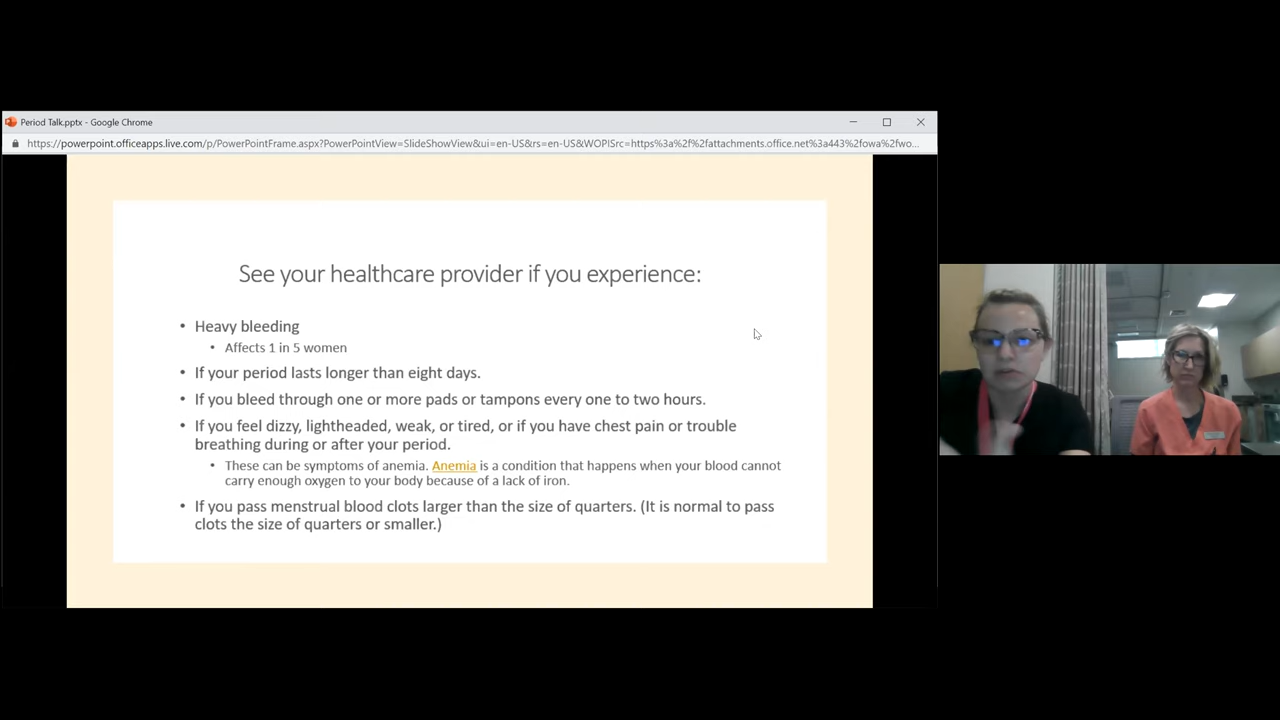 Period Talk.pptx - Google Chrome
https://powerpoint.officeapps.live.com/p/PowerPointFrame.aspx?PowerPointView=SlideShowView&ui=en-US&rs=en-US&WOPISrc=https%3a%2f%2fattachments.office.net%3a443%2fowa%2fwo...
See your healthcare provider if you experience:
• Heavy bleeding
• Affects 1 in 5 women
• If your period lasts longer than eight days.
• If you bleed through one or more pads or tampons every one to two hours.
• If you feel dizzy, lightheaded, weak, or tired, or if you have chest pain or trouble
breathing during or after your period.
• These can be symptoms of anemia. Anemia is a condition that happens when your blood cannot
carry enough oxygen to your body because of a lack of iron.
• If you pass menstrual blood clots larger than the size of quarters. (It is normal to pass
clots the size of quarters or smaller.)